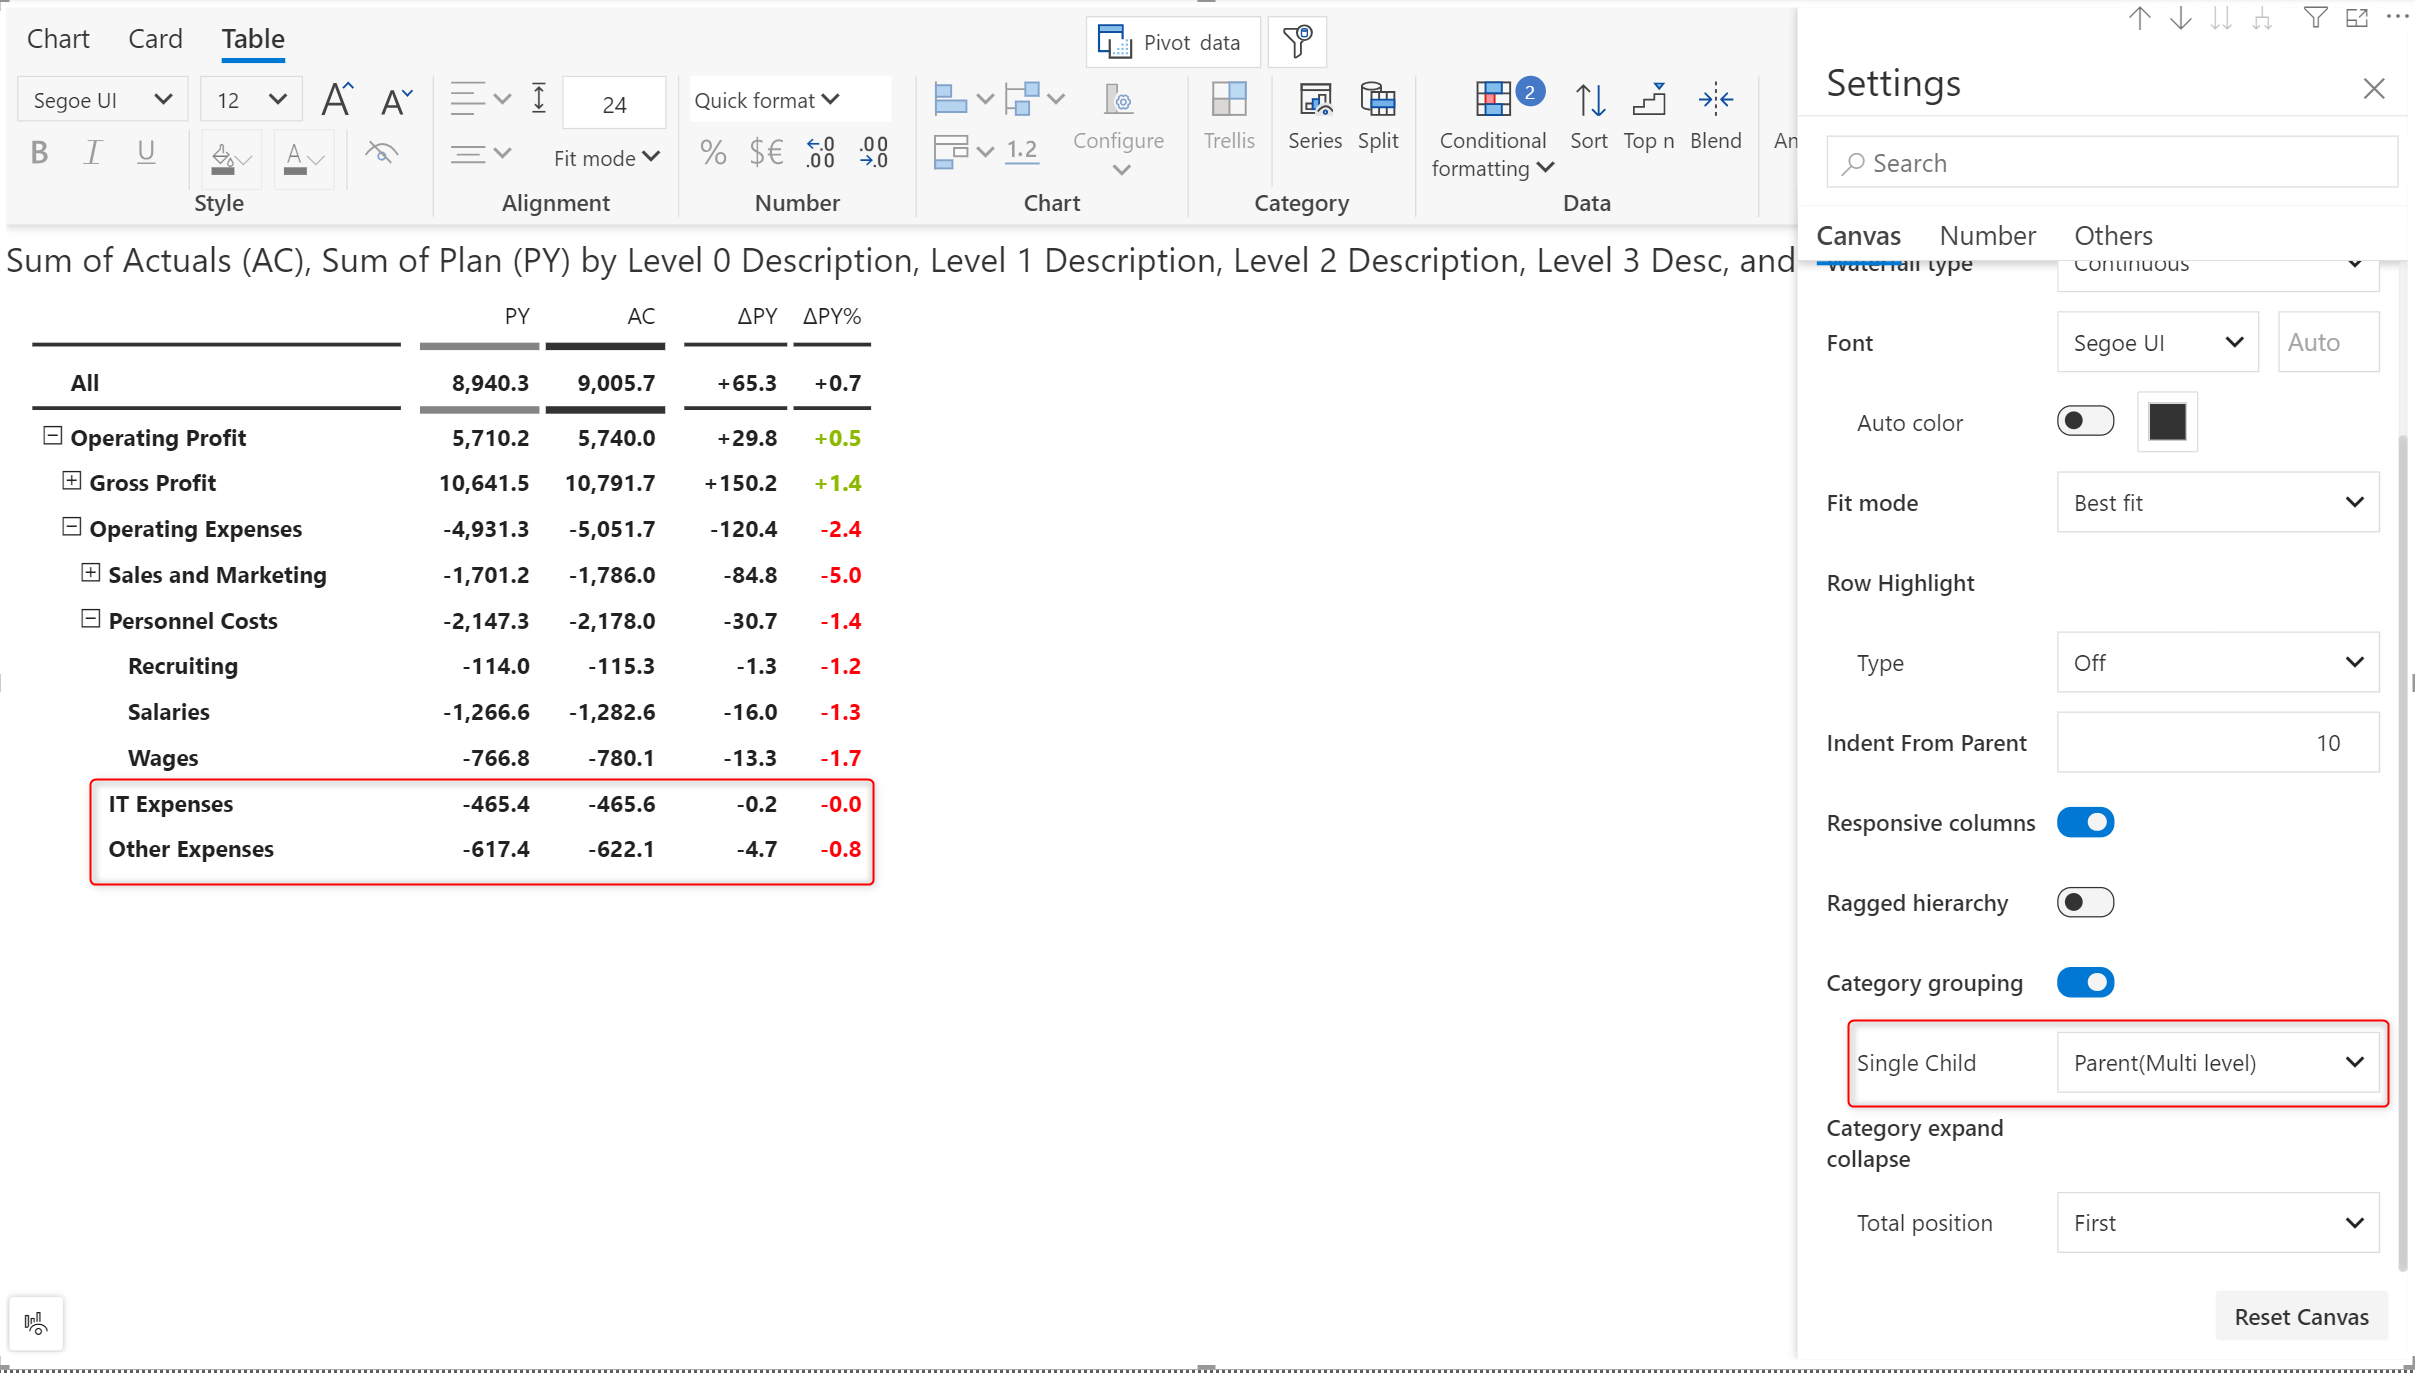 Chart Card Table
Pivot data
Segoe UI 12 A A 24 Quick format
B I U A Fit mode % $€ .0 .00 .00 .0 1.2
Configure Trellis Series Split Conditional formatting 2 Sort Top n Blend An
Style Alignment Number Chart Category Data
Sum of Actuals (AC), Sum of Plan (PY) by Level 0 Description, Level 1 Description, Level 2 Description, Level 3 Desc, and
PY AC ΔPY ΔPY%
All 8,940.3 9,005.7 +65.3 +0.7
Operating Profit 5,710.2 5,740.0 +29.8 +0.5
Gross Profit 10,641.5 10,791.7 +150.2 +1.4
Operating Expenses -4,931.3 -5,051.7 -120.4 -2.4
Sales and Marketing -1,701.2 -1,786.0 -84.8 -5.0
Personnel Costs -2,147.3 -2,178.0 -30.7 -1.4
Recruiting -114.0 -115.3 -1.3 -1.2
Salaries -1,266.6 -1,282.6 -16.0 -1.3
Wages -766.8 -780.1 -13.3 -1.7
IT Expenses -465.4 -465.6 -0.2 -0.0
Other Expenses -617.4 -622.1 -4.7 -0.8
Settings
Search
Canvas Number Others
Waterfall type Continuous
Font Segoe UI Auto
Auto color
Fit mode Best fit
Row Highlight
Type Off
Indent From Parent 10
Responsive columns
Ragged hierarchy
Category grouping
Single Child Parent(Multi level)
Category expand
collapse
Total position First
Reset Canvas